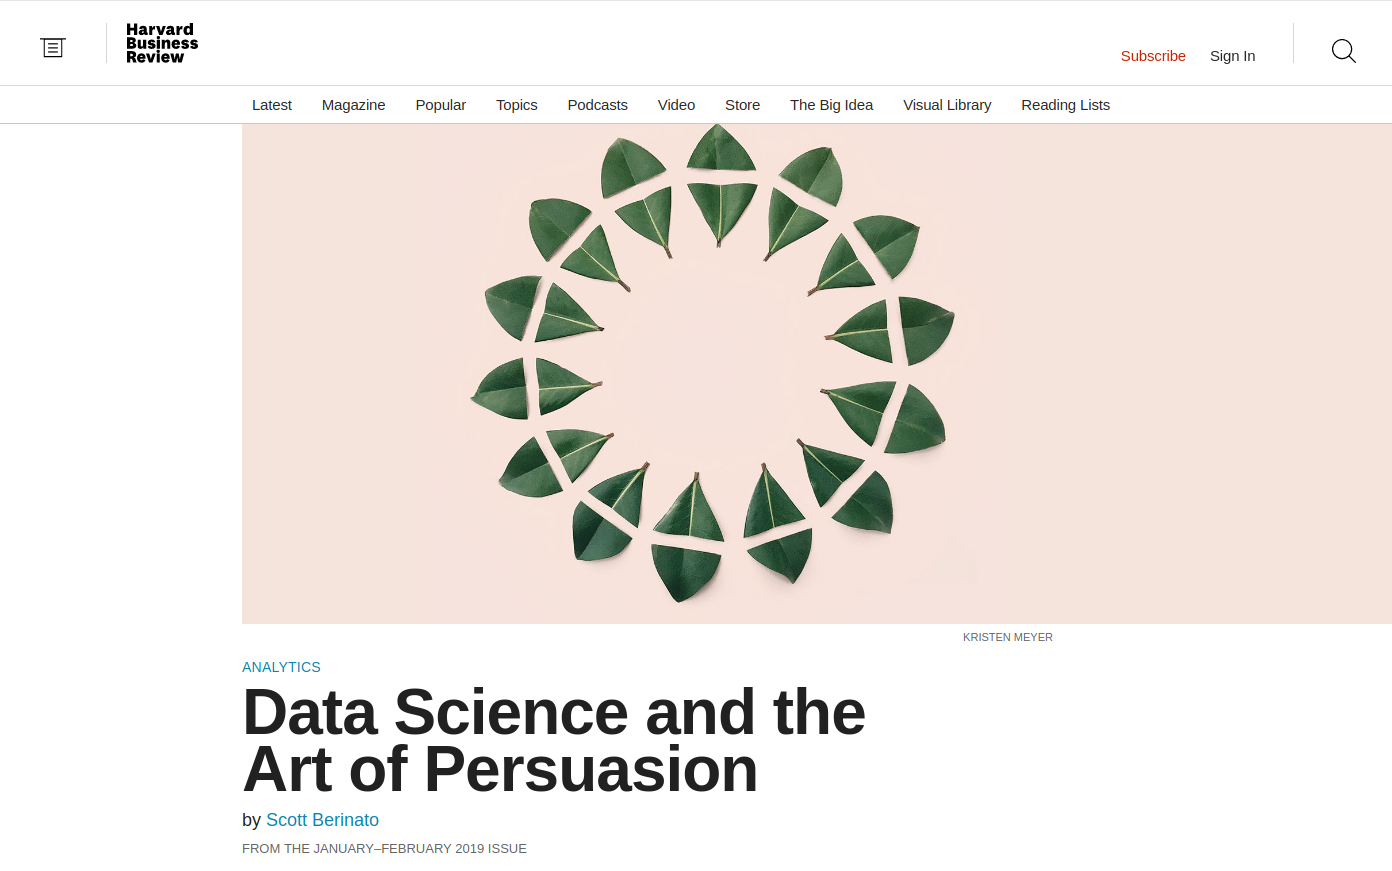 Harvard
Business
Review
Subscribe Sign In
Latest Magazine Popular Topics Podcasts Video Store The Big Idea Visual Library Reading Lists
KRISTEN MEYER
ANALYTICS
Data Science and the
Art of Persuasion
by Scott Berinato
FROM THE JANUARY–FEBRUARY 2019 ISSUE